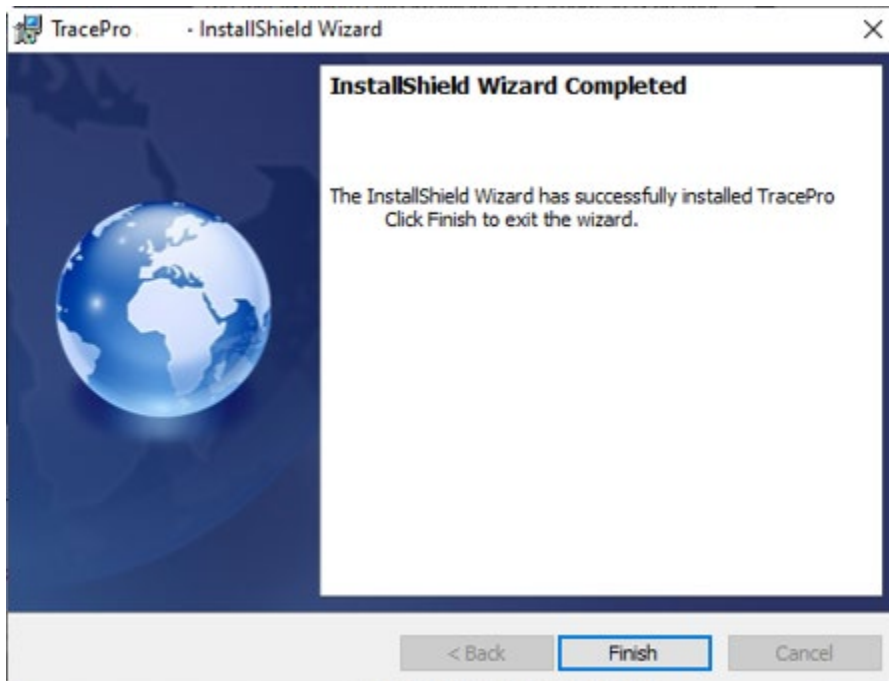 TracePro - InstallShield Wizard
InstallShield Wizard Completed
The InstallShield Wizard has successfully installed TracePro
Click Finish to exit the wizard.
< Back Finish Cancel